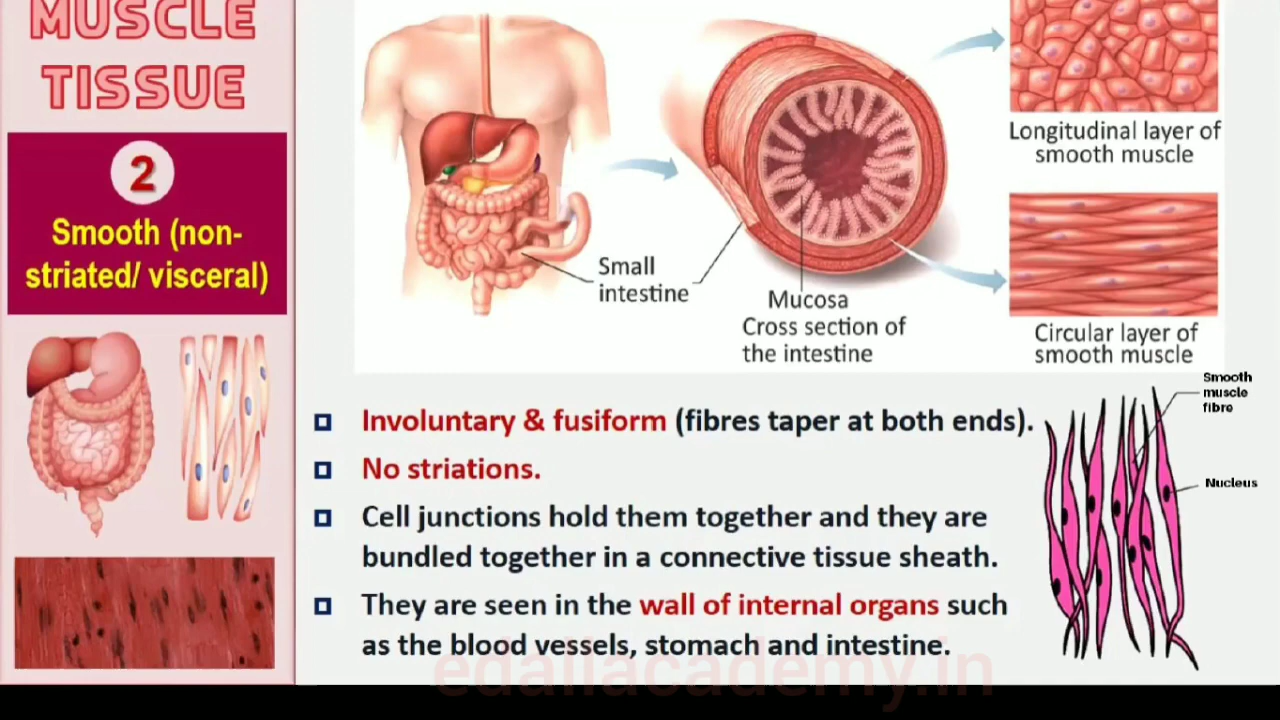 MUSCLE
TISSUE
2
Smooth (non-
striated/ visceral)
Longitudinal layer of
smooth muscle
Small
intestine
Mucosa
Cross section of
the intestine
Circular layer of
smooth muscle
Smooth
muscle
fibre
Nucleus
Involuntary & fusiform (fibres taper at both ends).
No striations.
Cell junctions hold them together and they are
bundled together in a connective tissue sheath.
They are seen in the wall of internal organs such
as the blood vessels, stomach and intestine.
edaliacademy.in